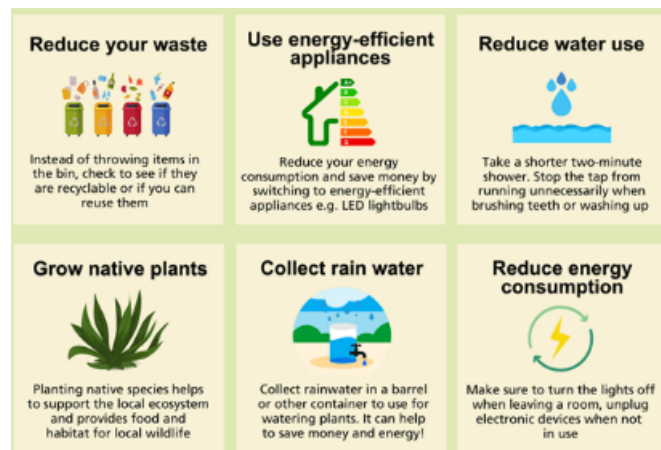 Reduce your waste
Instead of throwing items in
the bin, check to see if they
are recyclable or if you can
reuse them
Use energy-efficient
appliances
Reduce your energy
consumption and save money by
switching to energy-efficient
appliances e.g. LED lightbulbs
Reduce water use
Take a shorter two-minute
shower. Stop the tap from
running unnecessarily when
brushing teeth or washing up
Grow native plants
Planting native species helps
to support the local ecosystem
and provides food and
habitat for local wildlife
Collect rain water
Collect rainwater in a barrel
or other container to use for
watering plants. It can help
to save money and energy!
Reduce energy
consumption
Make sure to turn the lights off
when leaving a room, unplug
electronic devices when not
in use